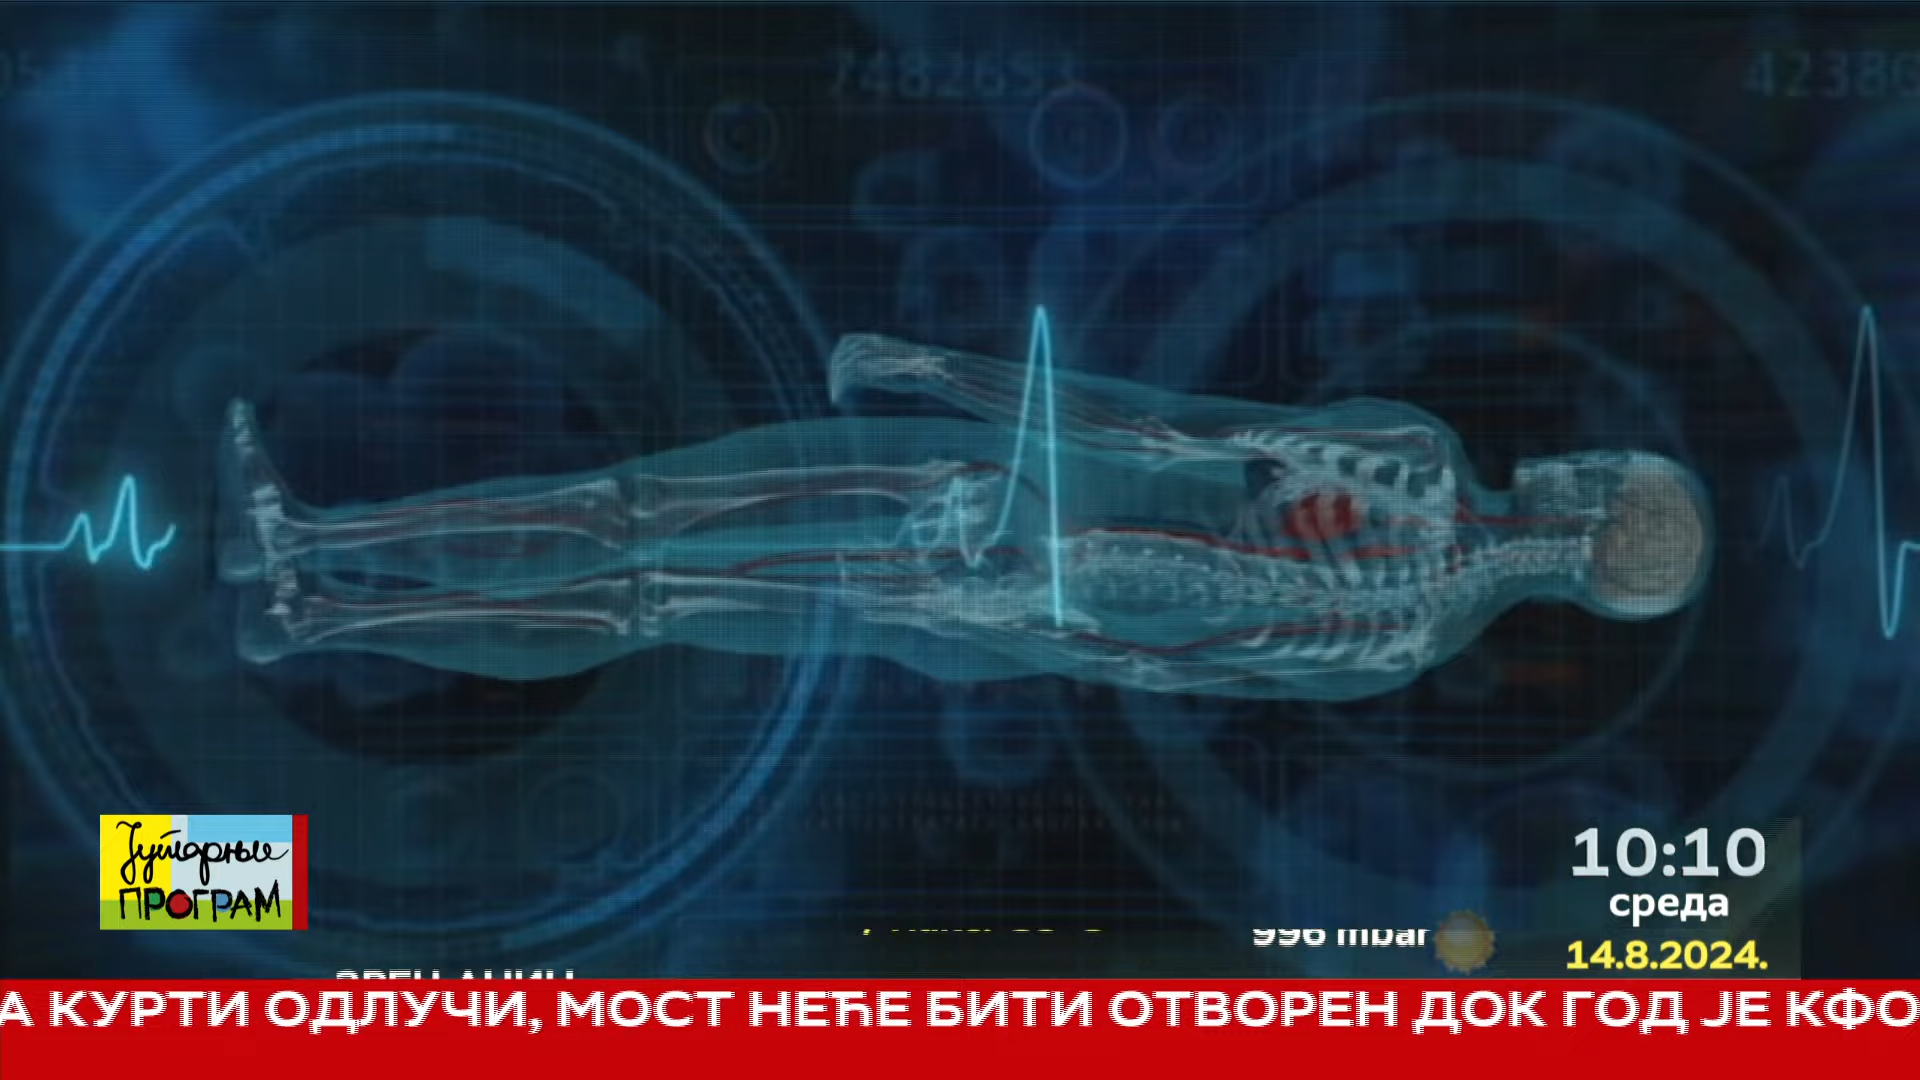 7482653
Јутарњи
ПРОГРАМ
10:10
среда
14.8.2024.
996 mbar
А КУРТИ ОДЛУЧИ, МОСТ НЕЋЕ БИТИ ОТВОРЕН ДОК ГОД ЈЕ КФО